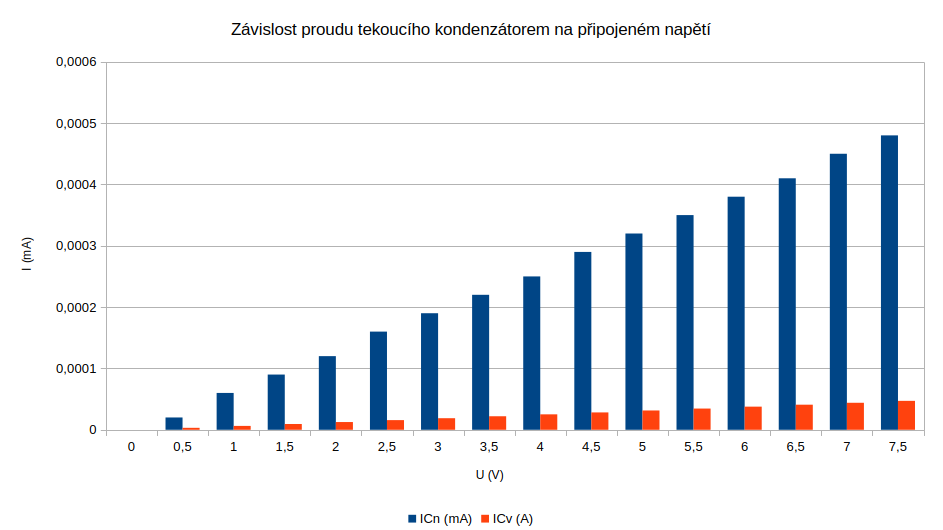 Závislost proudu tekoucího kondenzátorem na připojeném napětí
0,0006
0,0005
0,0004
0,0003
0,0002
0,0001
0
I (mA)
0 0,5 1 1,5 2 2,5 3 3,5 4 4,5 5 5,5 6 6,5 7 7,5
U (V)
ICn (mA) ICv (A)